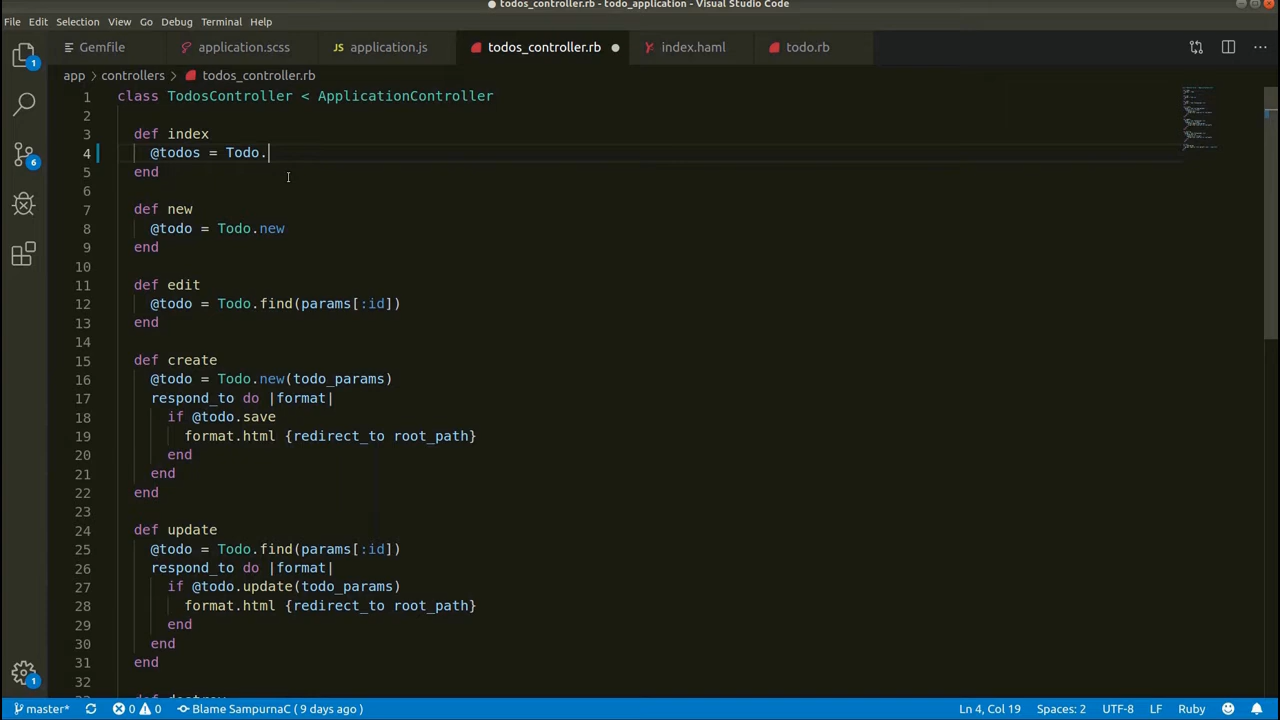 todos_controller.rb - todo_application - Visual Studio Code
File Edit Selection View Go Debug Terminal Help
Gemfile application.scss JS application.js todos_controller.rb index.haml todo.rb
app > controllers > todos_controller.rb
1 class TodosController < ApplicationController
2
3 def index
4 @todos = Todo.
5 end
6
7 def new
8 @todo = Todo.new
9 end
10
11 def edit
12 @todo = Todo.find(params[:id])
13 end
14
15 def create
16 @todo = Todo.new(todo_params)
17 respond_to do |format|
18 if @todo.save
19 format.html {redirect_to root_path}
20 end
21 end
22 end
23
24 def update
25 @todo = Todo.find(params[:id])
26 respond_to do |format|
27 if @todo.update(todo_params)
28 format.html {redirect_to root_path}
29 end
30 end
31 end
32
1
6
1
master* 0 0 Blame SampurnaC ( 9 days ago ) Ln 4, Col 19 Spaces: 2 UTF-8 LF Ruby